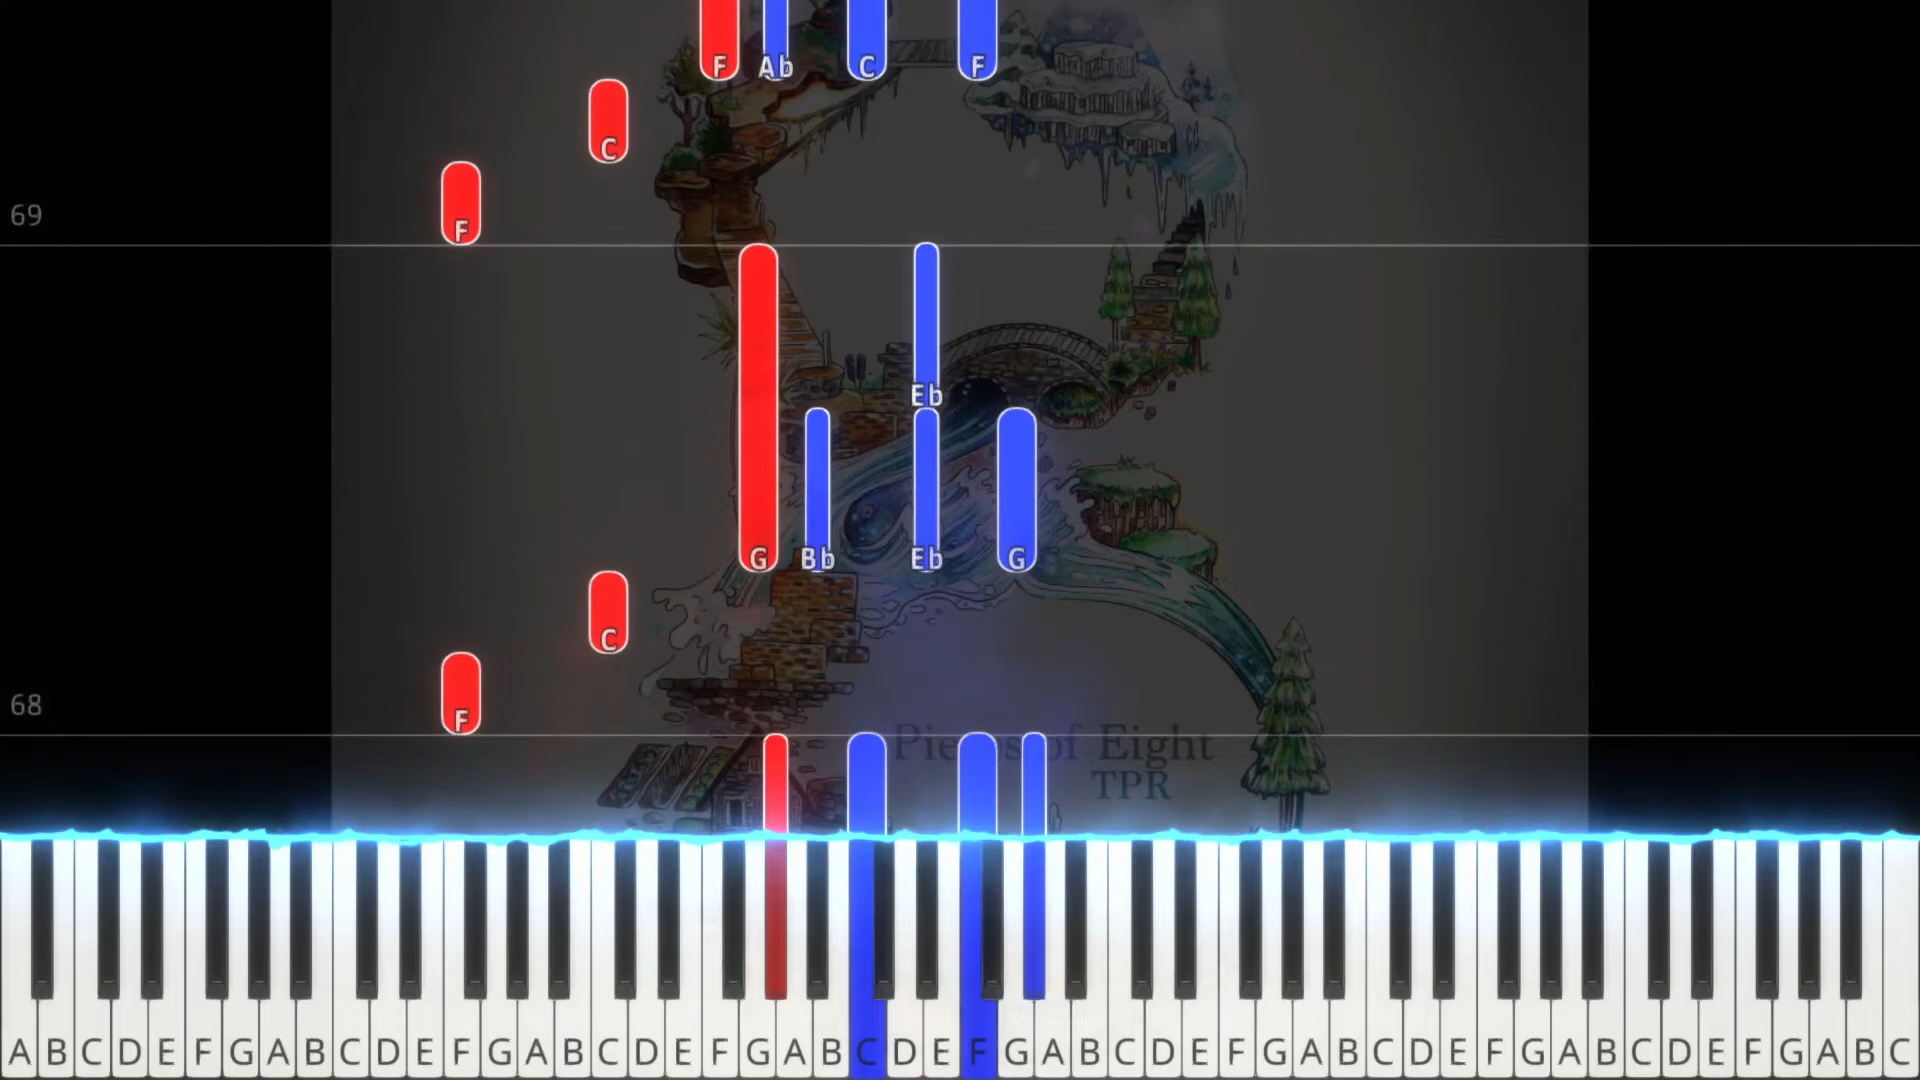 F Ab C F
C
F
69
Eb
G Bb Eb G
C
68
F
Pieces of Eight
TPR
A B C D E F G A B C D E F G A B C D E F G A B C D E F G A B C D E F G A B C D E F G A B C D E F G A B C